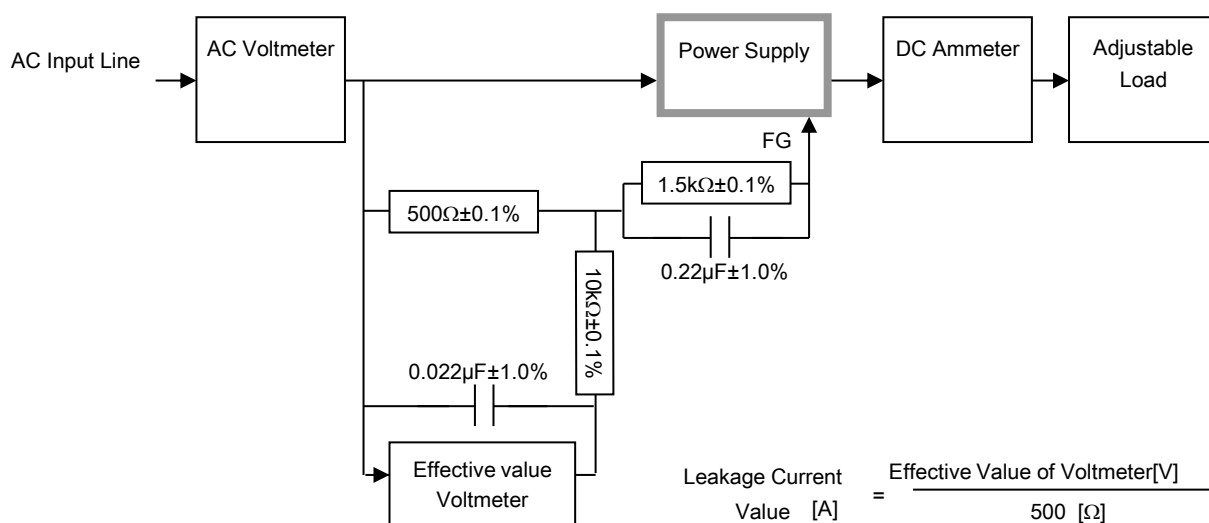 AC Input Line
AC Voltmeter
Power Supply
DC Ammeter
Adjustable
Load
FG
1.5kΩ±0.1%
500Ω±0.1%
0.22µF±1.0%
10kΩ±0.1%
0.022µF±1.0%
Effective value
Voltmeter
Leakage Current
Value [A]
=
Effective Value of Voltmeter[V]
500 [Ω]